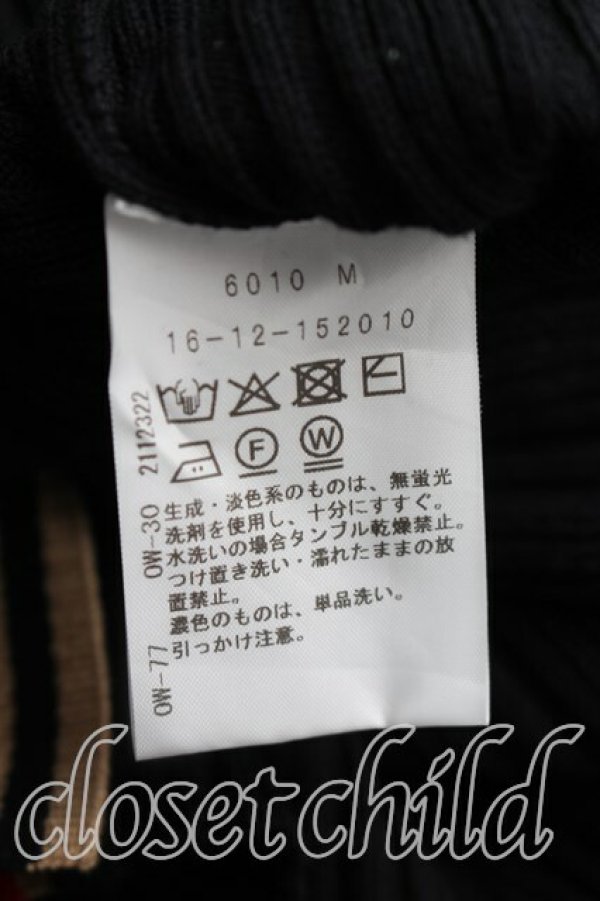 6010 M
16-12-152010
F W
生成・淡色系のものは、無蛍光
洗剤を使用し、十分にすすぐ。
水洗いの場合タンブル乾燥禁止。
つけ置き洗い・濡れたままの放
置禁止。
濃色のものは、単品洗い。
引っかけ注意。
OW-77 OW-30 2112322
closet child